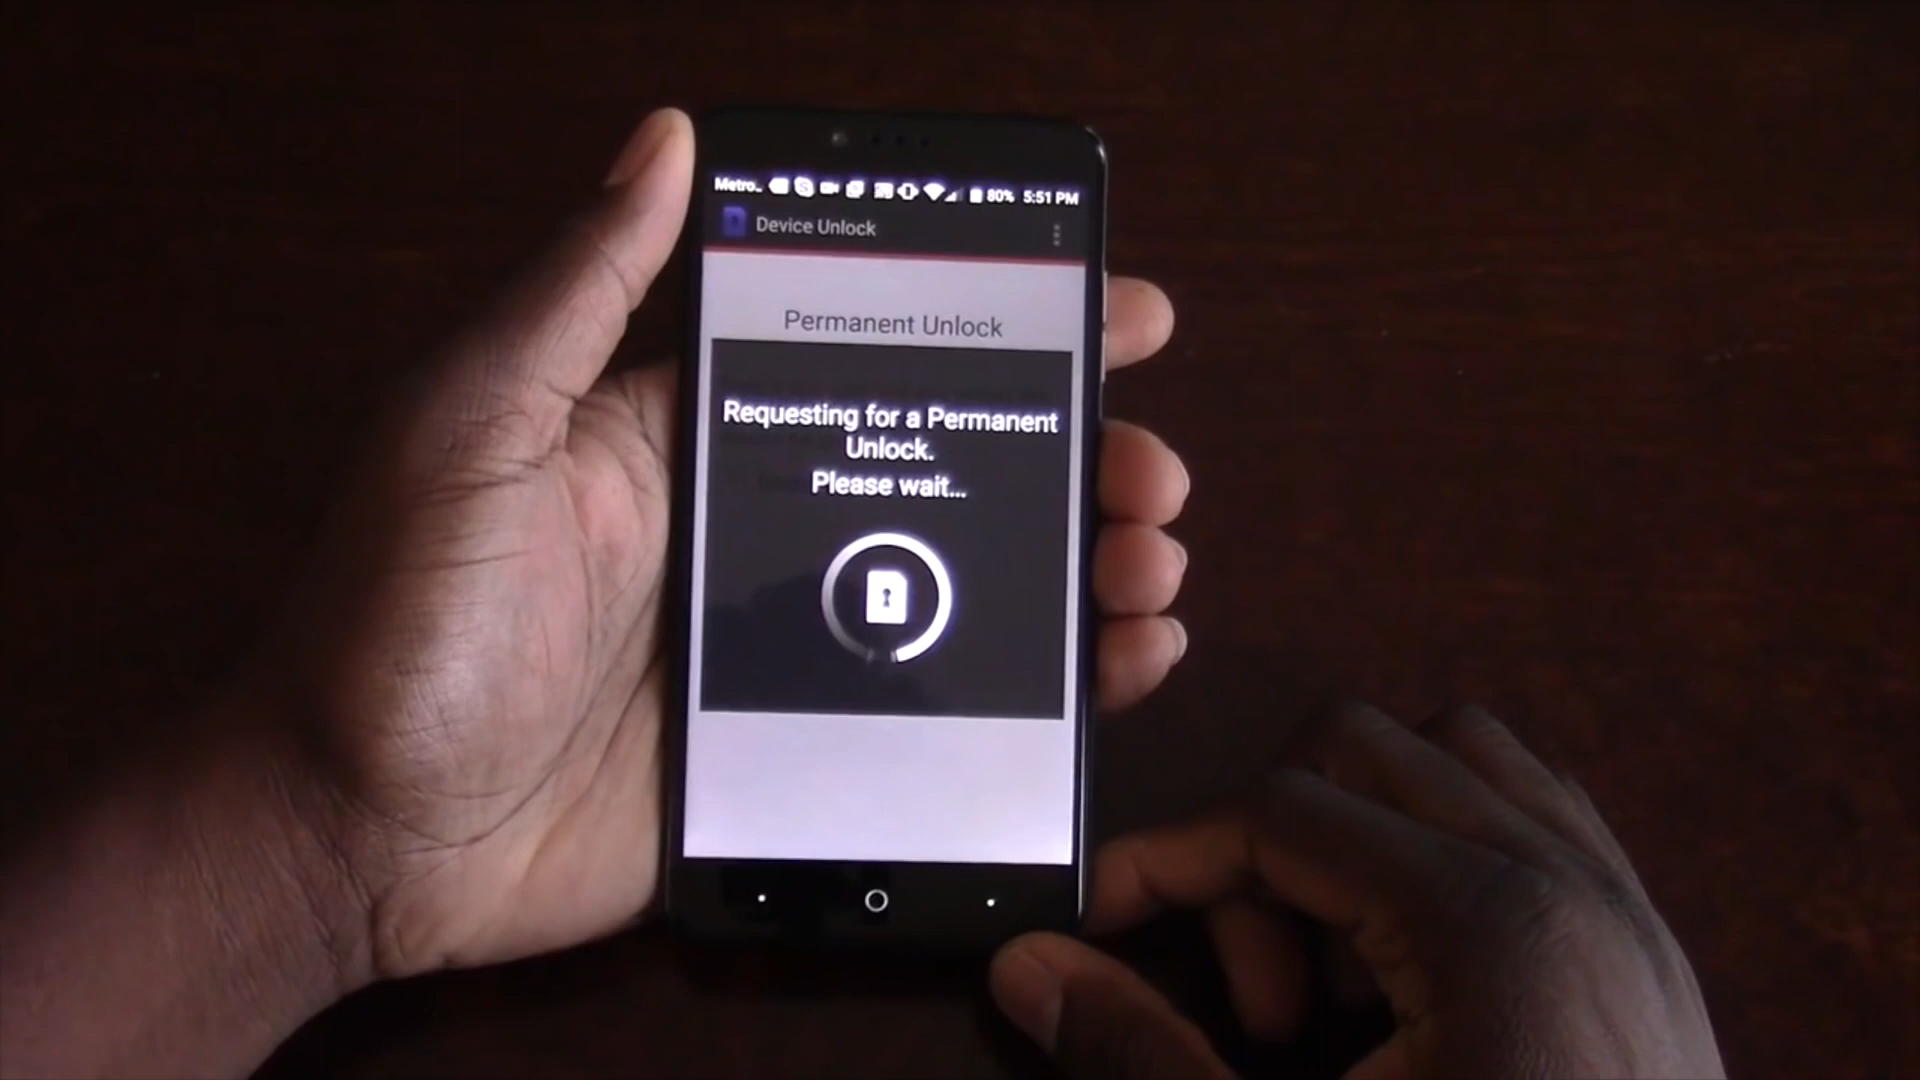 Metro.. 80% 5:51 PM
Device Unlock
Permanent Unlock
Requesting for a Permanent
Unlock.
Please wait...